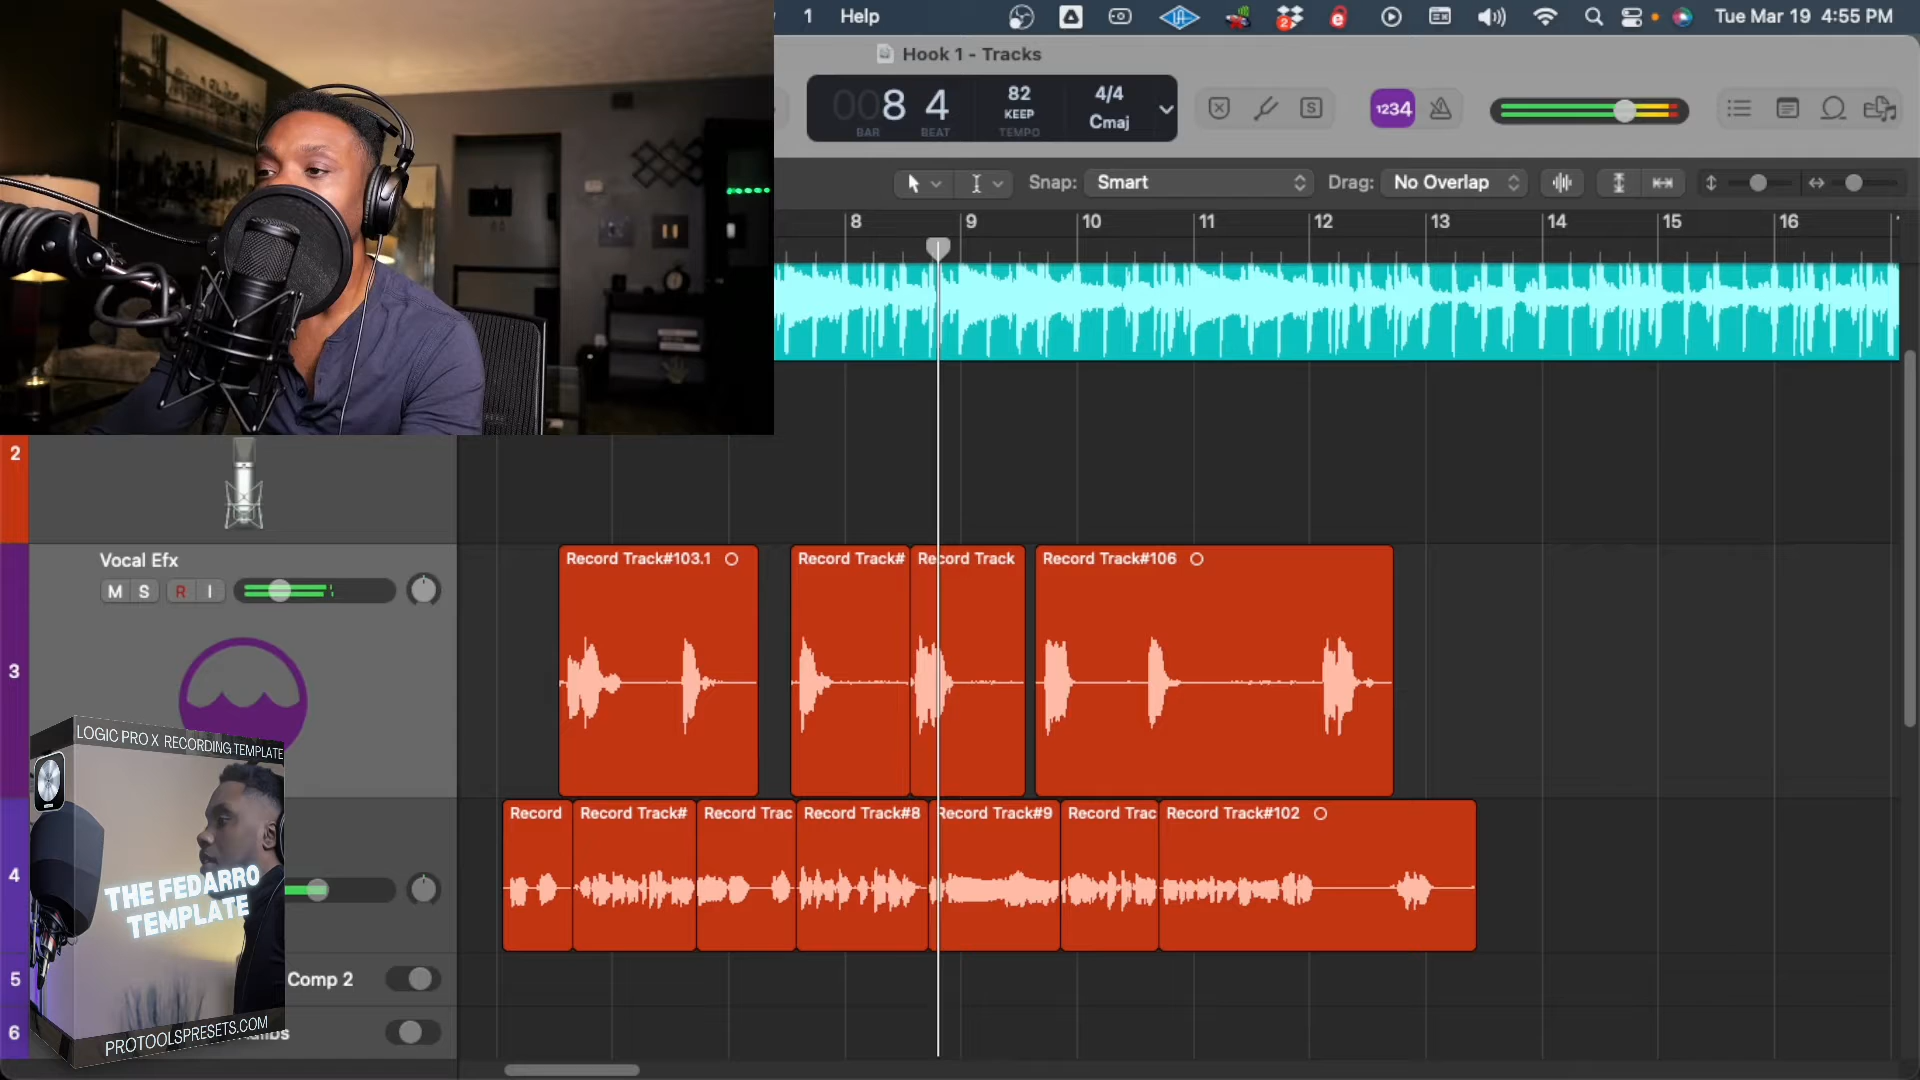 1 Help
2
Tue Mar 19 4:55 PM
Hook 1 - Tracks
008 4
BAR BEAT
82
KEEP
TEMPO
4/4
Cmaj
S
1234
Snap: Smart
Drag: No Overlap
8 9 10 11 12 13 14 15 16
2
Vocal Efx
M S R I
3
Record Track#103.1
Record Track#
Record Track
Record Track#106
4
Record
Record Track#
Record Trac
Record Track#8
Record Track#9
Record Trac
Record Track#102
5
Comp 2
6
LOGIC PRO X RECORDING TEMPLATE
THE FEDARRO
TEMPLATE
PROTOOLSPRESETS.COM